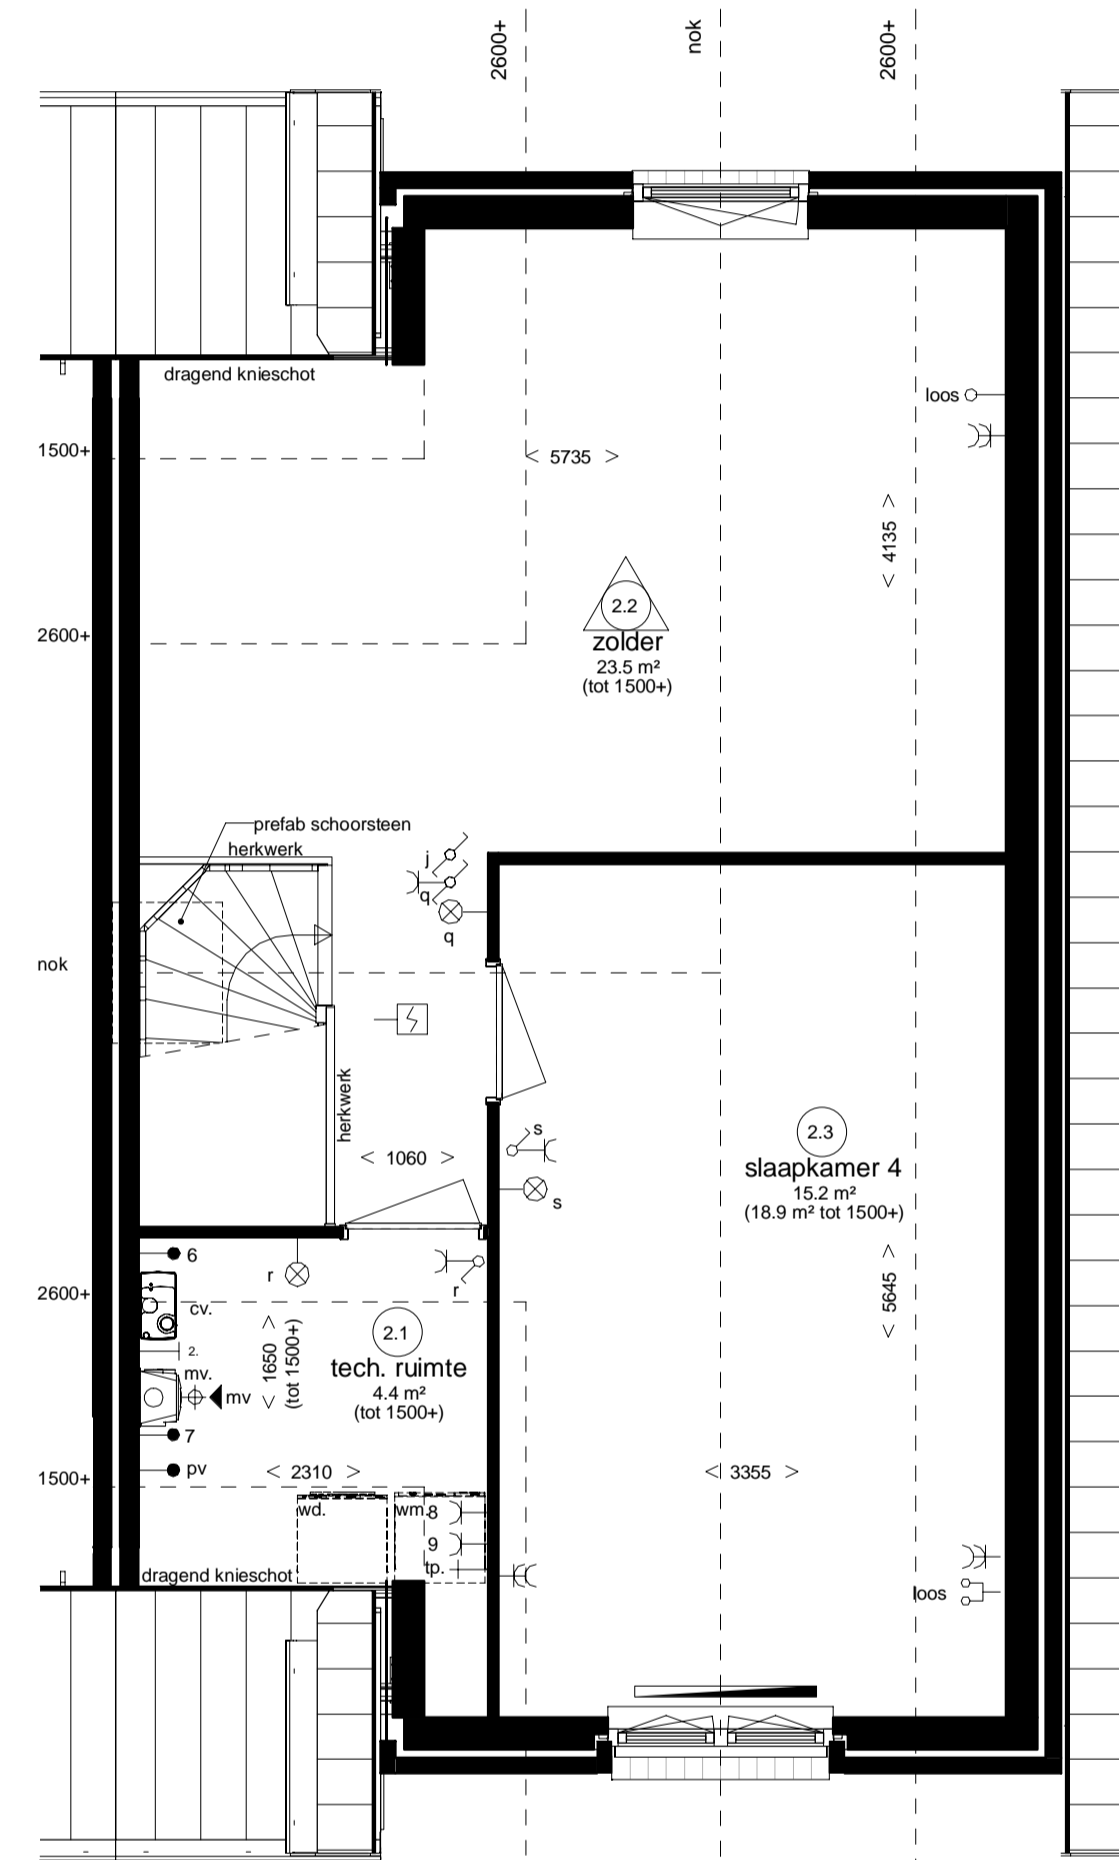 2600+
nok
2600+
dragend knieschot
loos
1500+
< 5735 >
< 4135 >
2.2
2600+
zolder
23.5 m²
(tot 1500+)
prefab schoorsteen
herkwerk
j
q
q
nok
herkwerk
2.3
s
< 1060 >
slaapkamer 4
15.2 m²
s
(18.9 m² tot 1500+)
6
r
r
2600+
cv.
< 5645 >
2.1
2.
< 1650 >
(tot 1500+)
tech. ruimte
mv.
mv
4.4 m²
(tot 1500+)
7
pv
1500+
< 2310 >
< 3355 >
wd.
wm.
8
9
tp.
dragend knieschot
loos